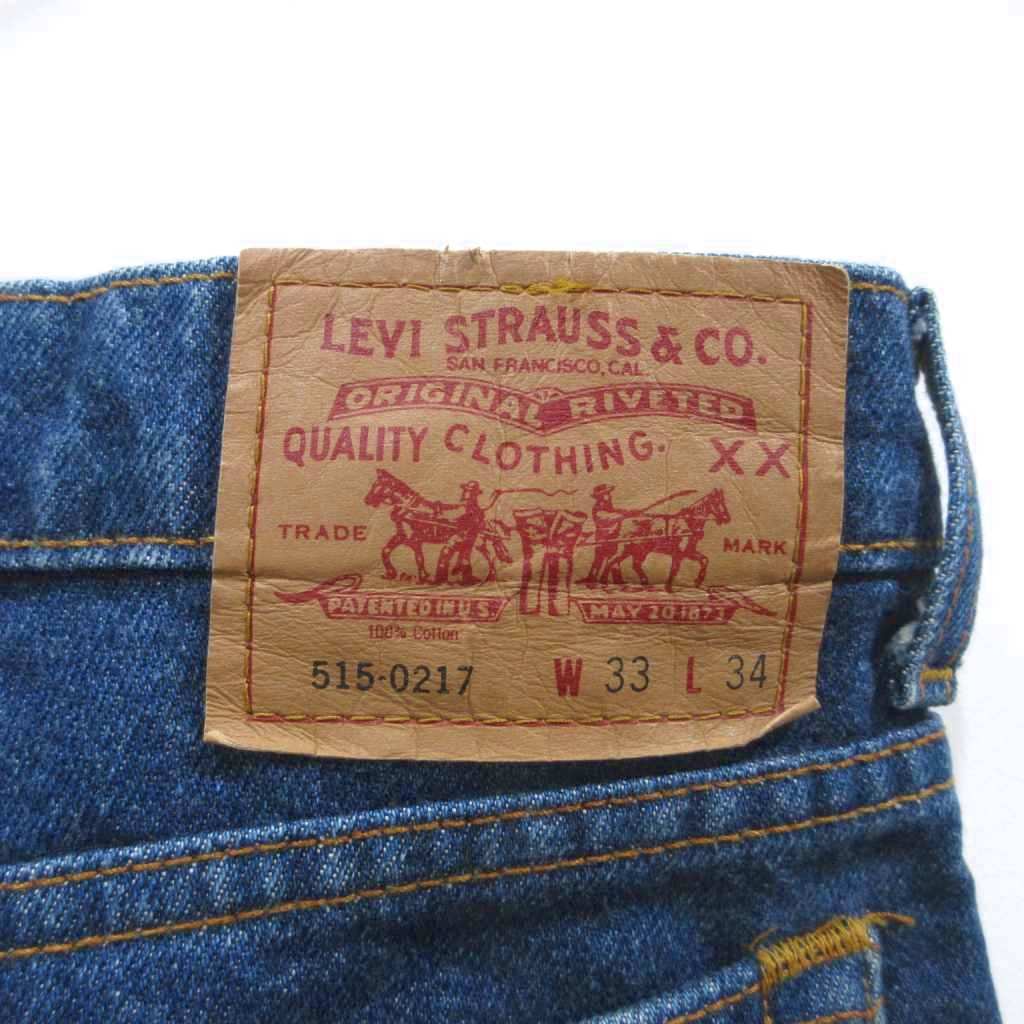 LEVI STRAUSS & CO.
SAN FRANCISCO, CAL.
ORIGINAL RIVETED
QUALITY CLOTHING. XX
TRADE MARK
PATENTED IN U.S. MAY 20 1873
100% Cotton
515-0217 W 33 L 34